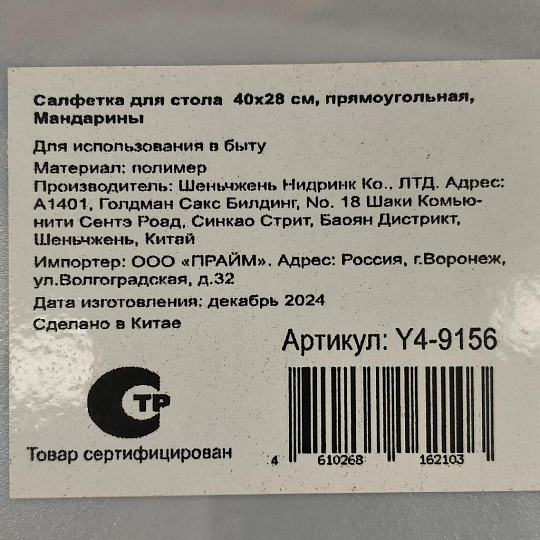 Салфетка для стола 40х28 см, прямоугольная,
Мандарины
Для использования в быту
Материал: полимер
Производитель: Шеньчжень Нидринк Ко., ЛТД. Адрес:
А1401, Голдман Сакс Билдинг, No. 18 Шаки Комью-
нити Сентэ Роад, Синкао Стрит, Баоян Дистрикт,
Шеньчжень, Китай
Импортер: ООО «ПРАЙМ». Адрес: Россия, г.Воронеж,
ул.Волгоградская, д.32
Дата изготовления: декабрь 2024
Сделано в Китае
Артикул: Y4-9156
СТР
Товар сертифицирован
4 610268 162103